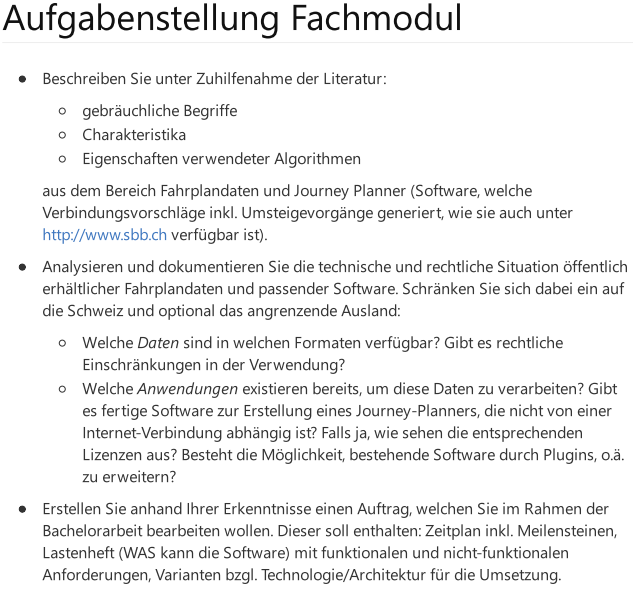 Aufgabenstellung Fachmodul
Beschreiben Sie unter Zuhilfenahme der Literatur:
gebräuchliche Begriffe
Charakteristika
Eigenschaften verwendeter Algorithmen
aus dem Bereich Fahrplandaten und Journey Planner (Software, welche
Verbindungsvorschläge inkl. Umsteigevorgänge generiert, wie sie auch unter
http://www.sbb.ch verfügbar ist).
Analysieren und dokumentieren Sie die technische und rechtliche Situation öffentlich
erhältlicher Fahrplandaten und passender Software. Schränken Sie sich dabei ein auf
die Schweiz und optional das angrenzende Ausland:
Welche Daten sind in welchen Formaten verfügbar? Gibt es rechtliche
Einschränkungen in der Verwendung?
Welche Anwendungen existieren bereits, um diese Daten zu verarbeiten? Gibt
es fertige Software zur Erstellung eines Journey-Planners, die nicht von einer
Internet-Verbindung abhängig ist? Falls ja, wie sehen die entsprechenden
Lizenzen aus? Besteht die Möglichkeit, bestehende Software durch Plugins, o.ä.
zu erweitern?
Erstellen Sie anhand Ihrer Erkenntnisse einen Auftrag, welchen Sie im Rahmen der
Bachelorarbeit bearbeiten wollen. Dieser soll enthalten: Zeitplan inkl. Meilensteinen,
Lastenheft (WAS kann die Software) mit funktionalen und nicht-funktionalen
Anforderungen, Varianten bzgl. Technologie/Architektur für die Umsetzung.